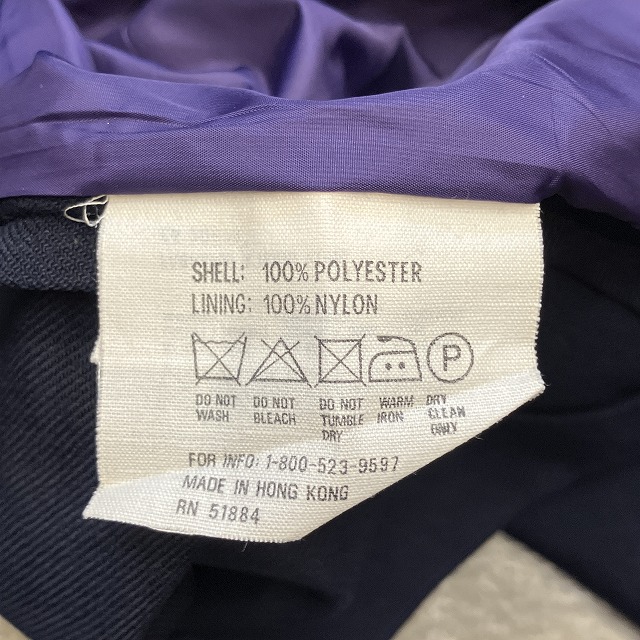 SHELL: 100% POLYESTER
LINING: 100% NYLON
P
DO NOT WASH
DO NOT BLEACH
DO NOT TUMBLE DRY
WARM IRON
DRY CLEAN ONLY
FOR INFO: 1-800-523-9597
MADE IN HONG KONG
RN 51884